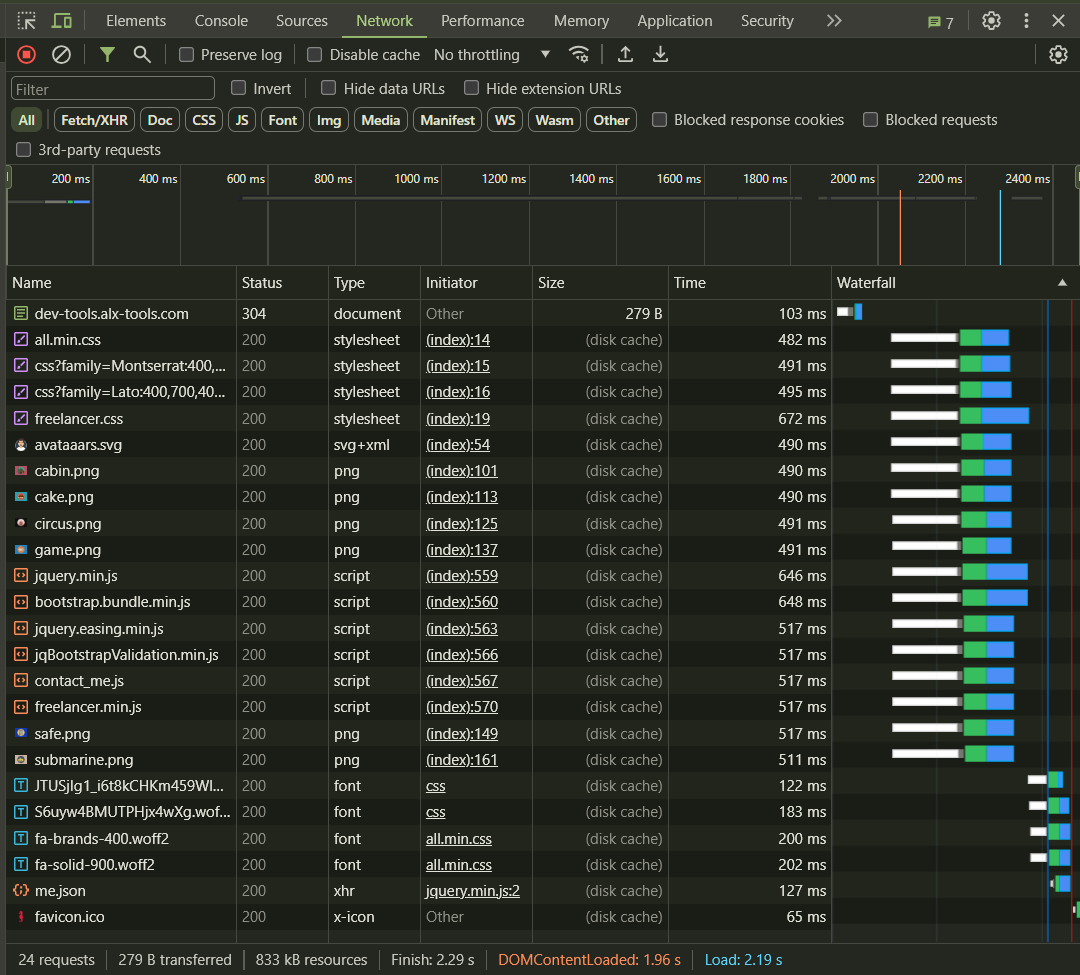 Elements Console Sources Network Performance Memory Application Security 7
Preserve log Disable cache No throttling
Filter Invert Hide data URLs Hide extension URLs
All Fetch/XHR Doc CSS JS Font Img Media Manifest WS Wasm Other Blocked response cookies Blocked requests
3rd-party requests
200 ms 400 ms 600 ms 800 ms 1000 ms 1200 ms 1400 ms 1600 ms 1800 ms 2000 ms 2200 ms 2400 ms
Name Status Type Initiator Size Time Waterfall
dev-tools.alx-tools.com 304 document Other 279 B 103 ms
all.min.css 200 stylesheet (index):14 (disk cache) 482 ms
css?family=Montserrat:400,... 200 stylesheet (index):15 (disk cache) 491 ms
css?family=Lato:400,700,40... 200 stylesheet (index):16 (disk cache) 495 ms
freelancer.css 200 stylesheet (index):19 (disk cache) 672 ms
avataaars.svg 200 svg+xml (index):54 (disk cache) 490 ms
cabin.png 200 png (index):101 (disk cache) 490 ms
cake.png 200 png (index):113 (disk cache) 490 ms
circus.png 200 png (index):125 (disk cache) 491 ms
game.png 200 png (index):137 (disk cache) 491 ms
jquery.min.js 200 script (index):559 (disk cache) 646 ms
bootstrap.bundle.min.js 200 script (index):560 (disk cache) 648 ms
jquery.easing.min.js 200 script (index):563 (disk cache) 517 ms
jqBootstrapValidation.min.js 200 script (index):566 (disk cache) 517 ms
contact_me.js 200 script (index):567 (disk cache) 517 ms
freelancer.min.js 200 script (index):570 (disk cache) 517 ms
safe.png 200 png (index):149 (disk cache) 517 ms
submarine.png 200 png (index):161 (disk cache) 511 ms
JTUSjIg1_i6t8kCHKm459Wl... 200 font css (disk cache) 122 ms
S6uyw4BMUTPHjx4wXg.wof... 200 font css (disk cache) 183 ms
fa-brands-400.woff2 200 font all.min.css (disk cache) 200 ms
fa-solid-900.woff2 200 font all.min.css (disk cache) 202 ms
me.json 200 xhr jquery.min.js:2 (disk cache) 127 ms
favicon.ico 200 x-icon Other (disk cache) 65 ms
24 requests 279 B transferred 833 kB resources Finish: 2.29 s DOMContentLoaded: 1.96 s Load: 2.19 s